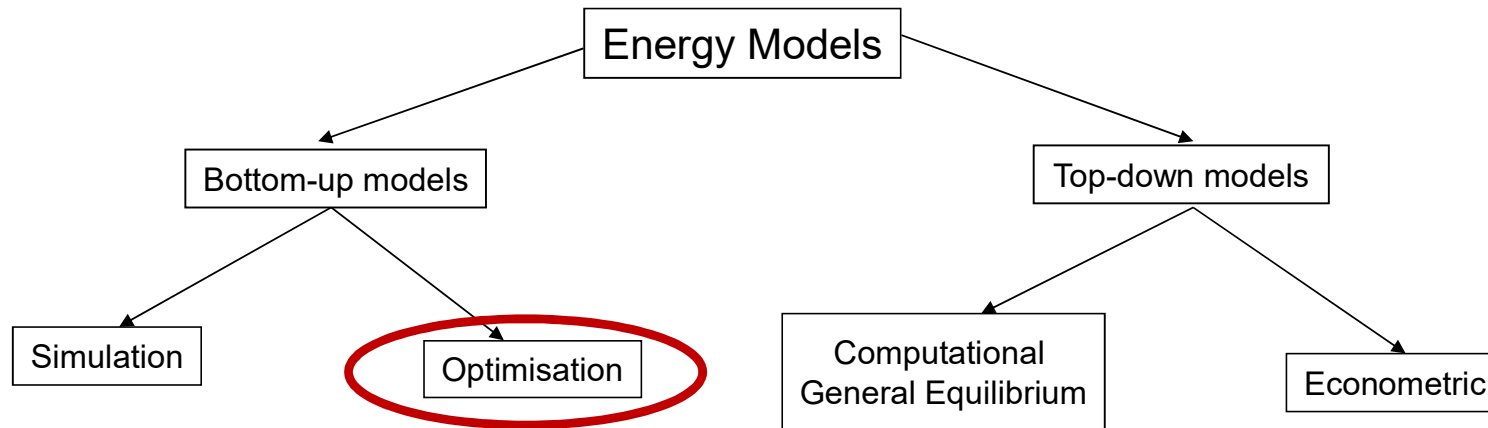 Energy Models
Bottom-up models
Top-down models
Simulation
Optimisation
Computational
General Equilibrium
Econometric